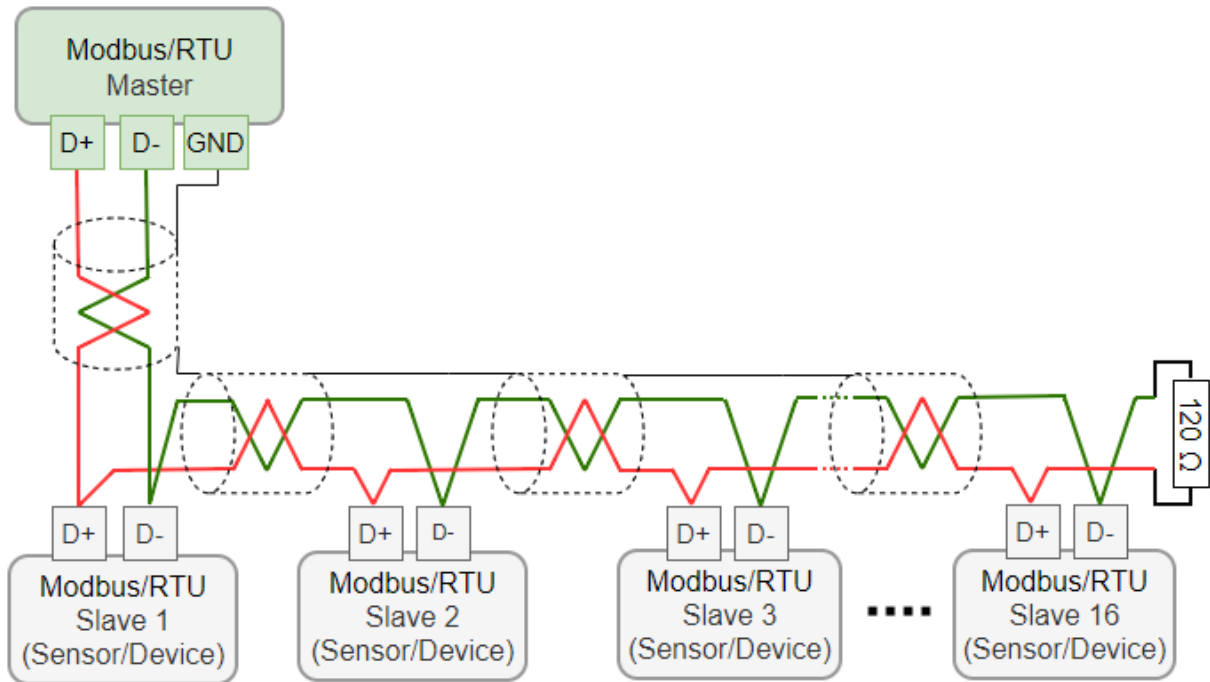 Modbus/RTU
Master
D+ D- GND
120 Ω
D+ D- D+ D- D+ D- D+ D-
Modbus/RTU
Slave 1
(Sensor/Device)
Modbus/RTU
Slave 2
(Sensor/Device)
Modbus/RTU
Slave 3
(Sensor/Device)
Modbus/RTU
Slave 16
(Sensor/Device)